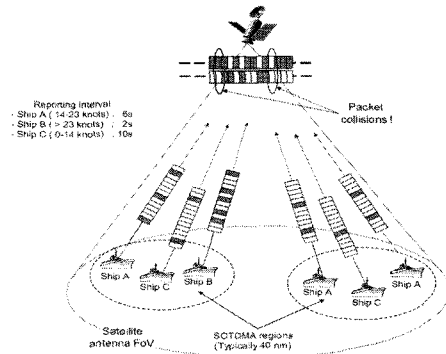 Packet
collisions !
Reporting interval
- Ship A ( 14-23 knots) . 6s
- Ship B ( > 23 knots) : 2s
- Ship C ( 0-14 knots) . 10s
Ship A
Ship C
Ship B
Ship A
Ship C
Ship A
Satellite
antenna FoV
SOTDMA regions
(Typically 40 nm)